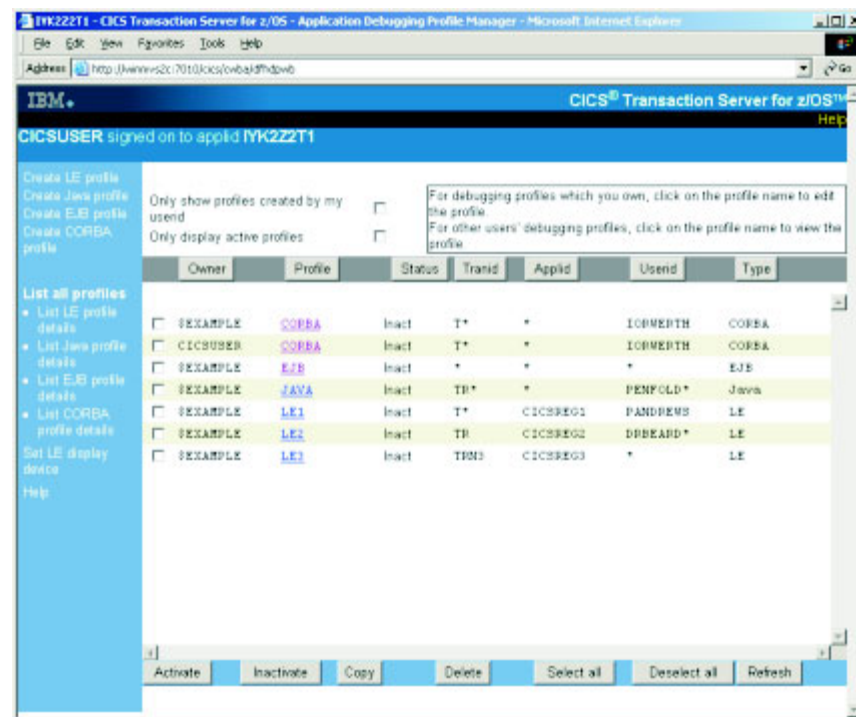 IYK2Z2T1 - CICS Transaction Server for z/OS - Application Debugging Profile Manager - Microsoft Internet Explorer
File Edit View Favorites Tools Help
Address Go
IBM
CICS® Transaction Server for z/OS™
Help
CICSUSER signed on to applid IYK2Z2T1
Create LE profile
Create Java profile
Create EJB profile
Create CORBA
profile
List all profiles
• List LE profile
details
• List Java profile
details
• List EJB profile
details
• List CORBA
profile details
Set LE display
device
Help
Only show profiles created by my
userid
Only display active profiles
For debugging profiles which you own, click on the profile name to edit
the profile.
For other users' debugging profiles, click on the profile name to view the
profile.
Owner Profile Status Tranid Applid Userid Type
$EXAMPLE CORBA Inact T* * IORWERTH CORBA
CICSUSER CORBA Inact T* * IORWERTH CORBA
$EXAMPLE EJB Inact * * * EJB
$EXAMPLE JAVA Inact TR* * PENFOLD* Java
$EXAMPLE LE1 Inact T* CICSREG1 PANDREWS LE
$EXAMPLE LE2 Inact TR CICSREG2 DRBEARD* LE
$EXAMPLE LE3 Inact TRN3 CICSREG3 * LE
Activate Inactivate Copy Delete Select all Deselect all Refresh